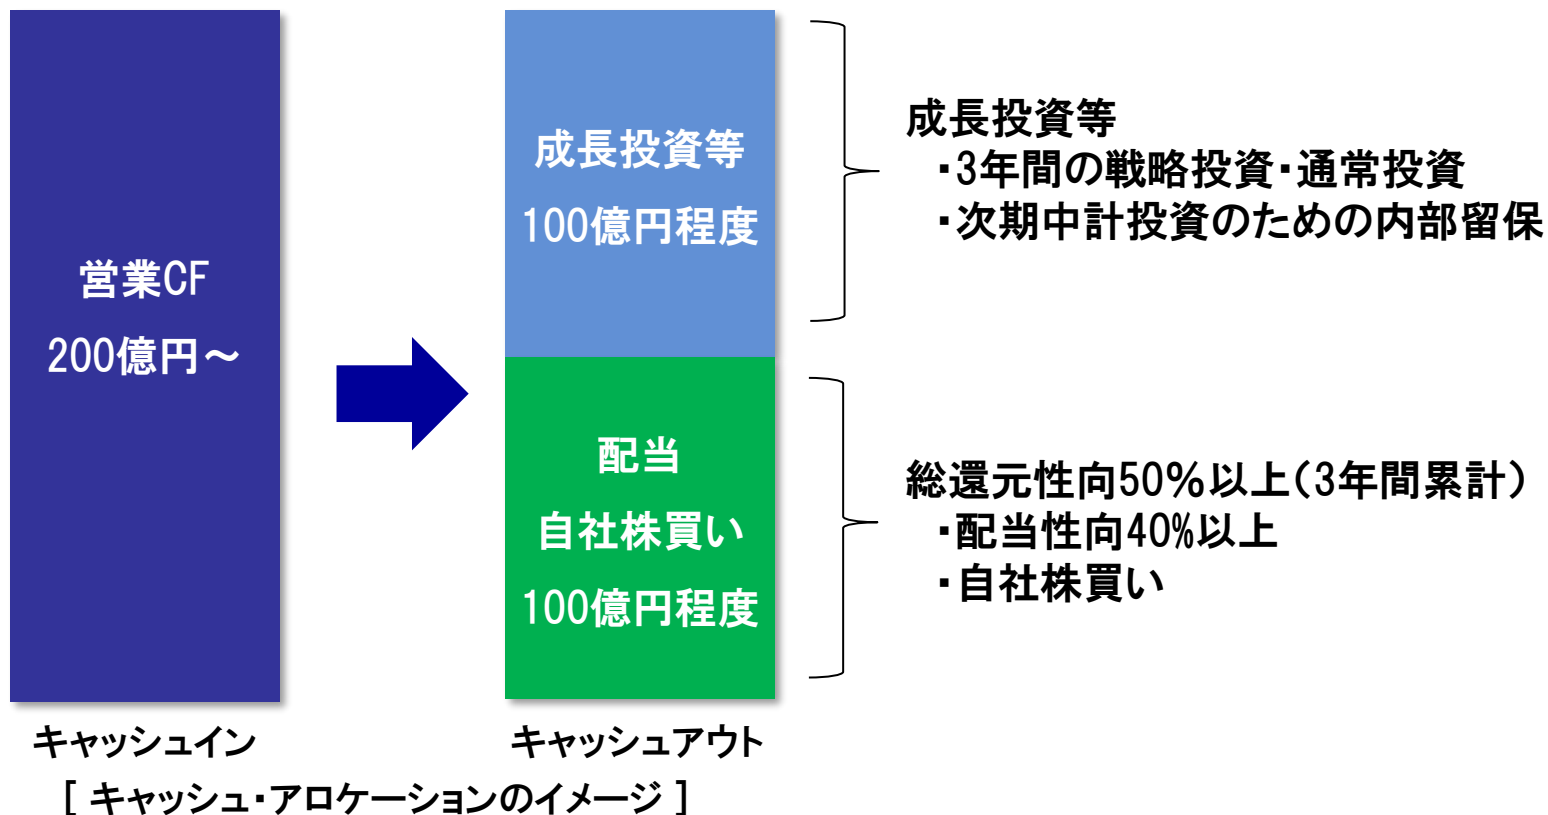 営業CF
200億円～
成長投資等
100億円程度
配当
自社株買い
100億円程度
成長投資等
・3年間の戦略投資・通常投資
・次期中計投資のための内部留保
総還元性向50％以上（3年間累計）
・配当性向40%以上
・自社株買い
キャッシュイン
キャッシュアウト
[ キャッシュ・アロケーションのイメージ ]